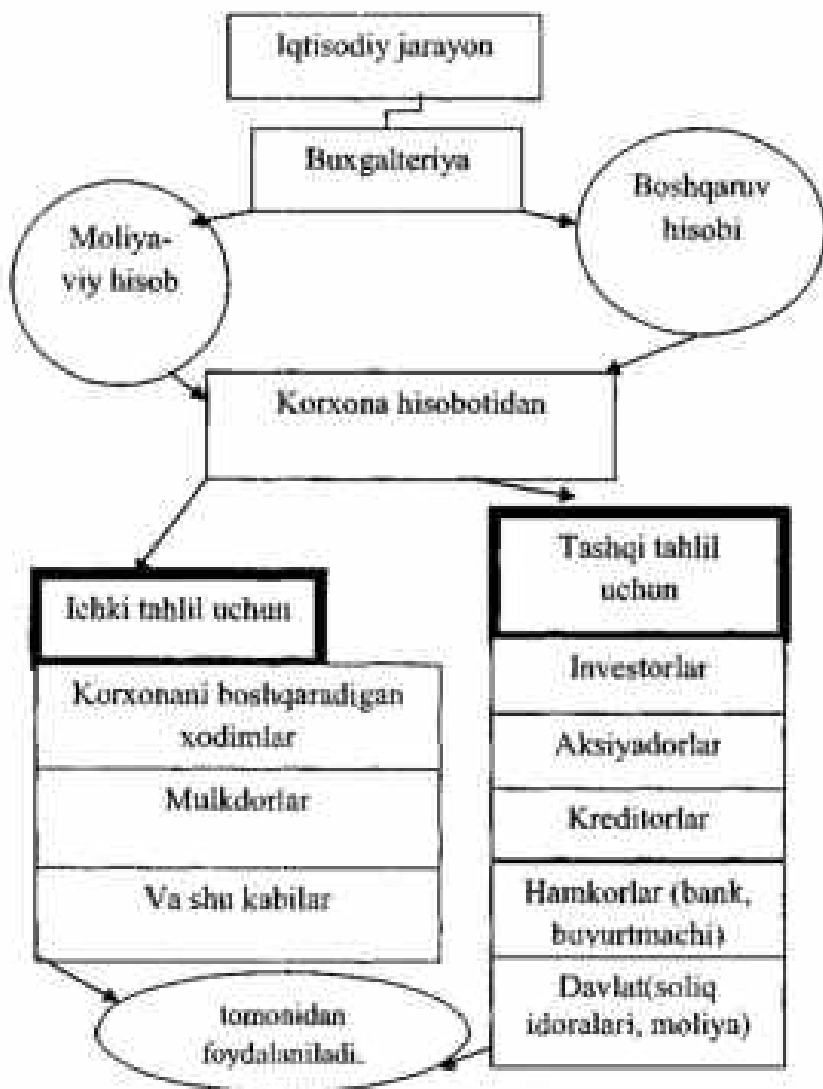 Iqtisodiy jarayon
Buxgalteriya
Boshqaruv
hisobi
Moliya-
viy hisob
Korxona hisobotidan
Ichki tahlil uchun
Korxonani boshqaradigan
xodimlar
Mulkdorlar
Va shu kabilar
Tashqi tahlil
uchun
Investorlar
Aksiyadorlar
Kreditorlar
Hamkorlar (bank,
buvurtmachi)
Davlat(soliq
idoralari, moliya)
tomonidan
foydalaniladi.